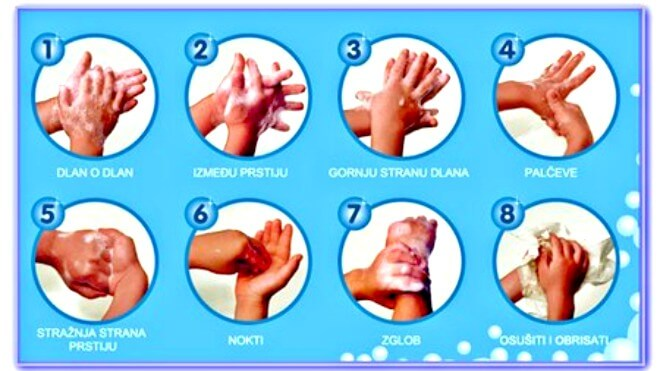 1
2
3
4
DLAN O DLAN
IZMEĐU PRSTIJU
GORNJU STRANU DLANA
PALČEVE
5
6
7
8
STRAŽNJA STRANA
PRSTIJU
NOKTI
ZGLOB
OSUŠITI I OBRISATI